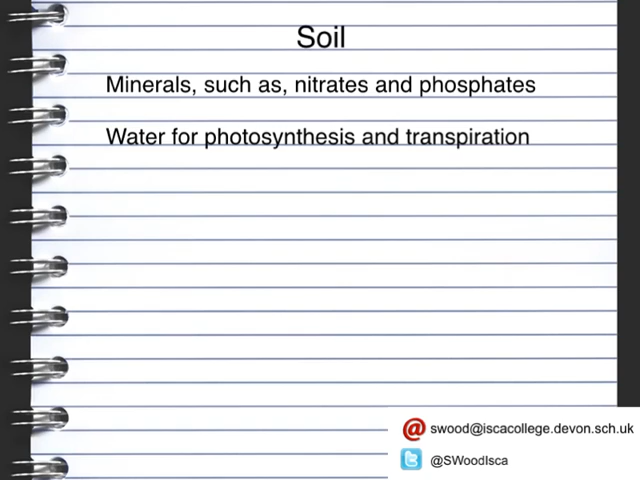 Soil
Minerals, such as, nitrates and phosphates
Water for photosynthesis and transpiration
@ swood@iscacollege.devon.sch.uk
@SWoodIsca